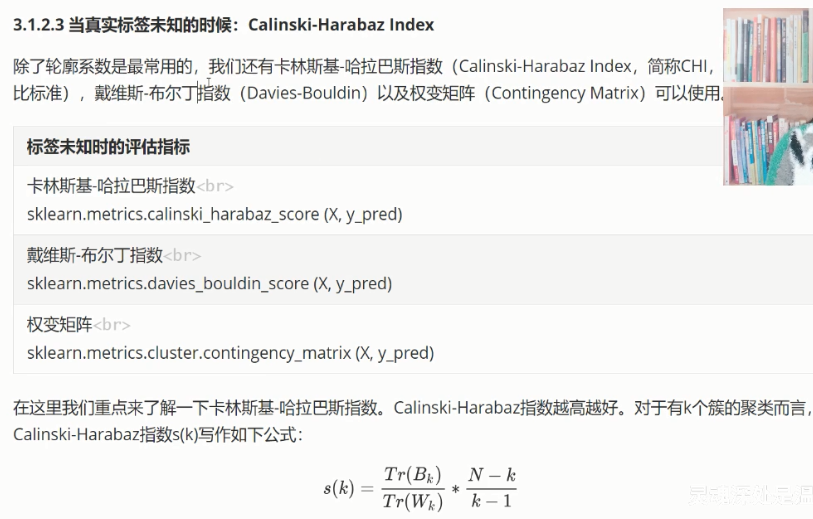 3.1.2.3 当真实标签未知的时候：Calinski-Harabaz Index
除了轮廓系数是最常用的，我们还有卡林斯基-哈拉巴斯指数（Calinski-Harabaz Index，简称CHI，
比标准），戴维斯-布尔丁指数（Davies-Bouldin）以及权变矩阵（Contingency Matrix）可以使用。
标签未知时的评估指标
卡林斯基-哈拉巴斯指数<br>
sklearn.metrics.calinski_harabaz_score (X, y_pred)
戴维斯-布尔丁指数<br>
sklearn.metrics.davies_bouldin_score (X, y_pred)
权变矩阵<br>
sklearn.metrics.cluster.contingency_matrix (X, y_pred)
在这里我们重点来了解一下卡林斯基-哈拉巴斯指数。Calinski-Harabaz指数越高越好。对于有k个簇的聚类而言，
Calinski-Harabaz指数s(k)写作如下公式：
s(k) = Tr(B_k) / Tr(W_k) * N − k / k − 1